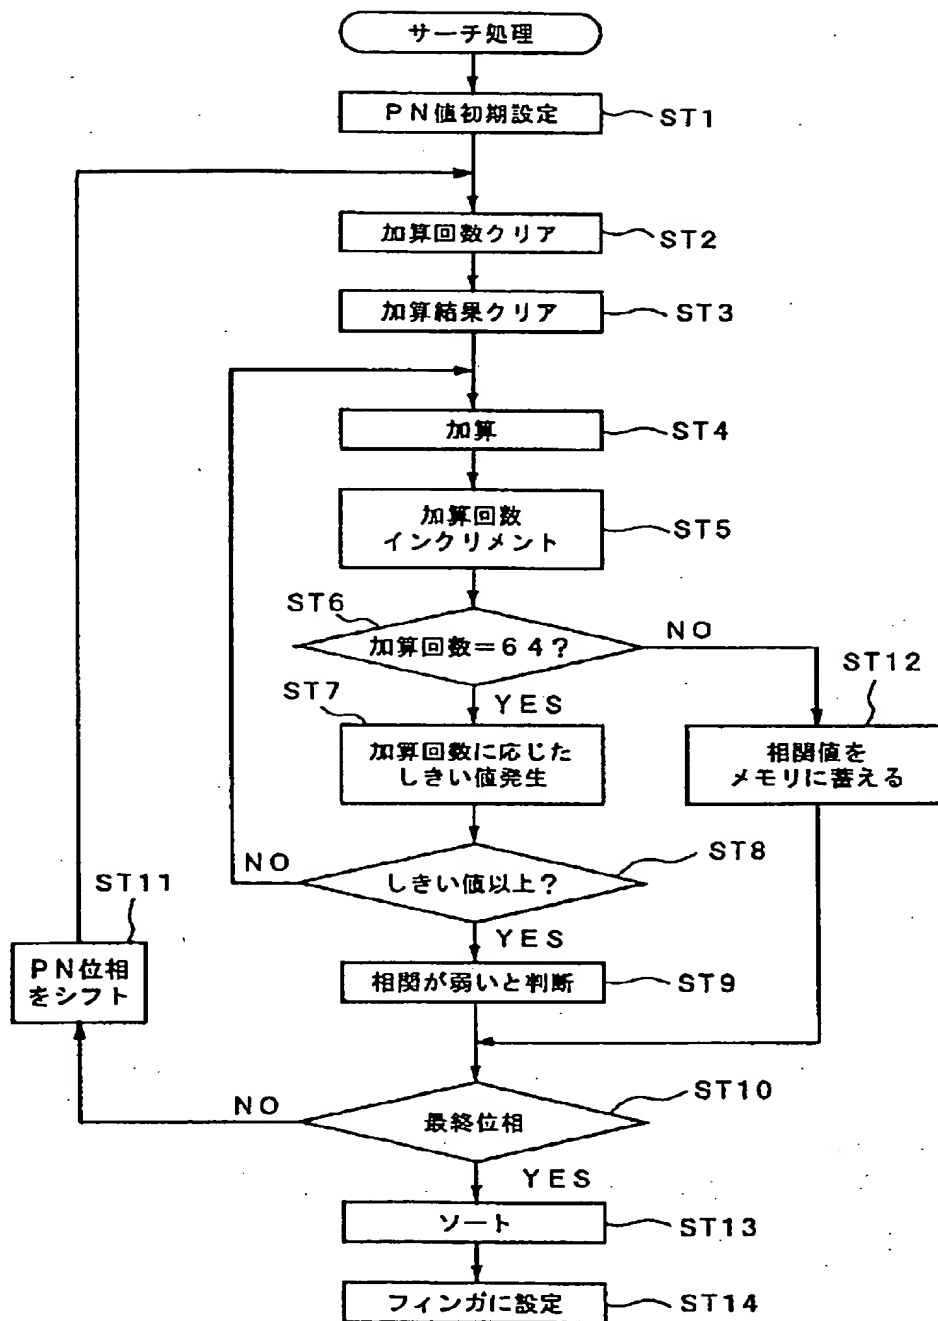 サーチ処理
PN値初期設定
ST1
加算回数クリア
ST2
加算結果クリア
ST3
加算
ST4
加算回数
インクリメント
ST5
ST6
加算回数=64?
NO
YES
ST7
加算回数に応じた
しきい値発生
ST12
相関値を
メモリに蓄える
NO
しきい値以上?
ST8
YES
ST11
PN位相
をシフト
相関が弱いと判断
ST9
NO
最終位相
ST10
YES
ソート
ST13
フィンガに設定
ST14